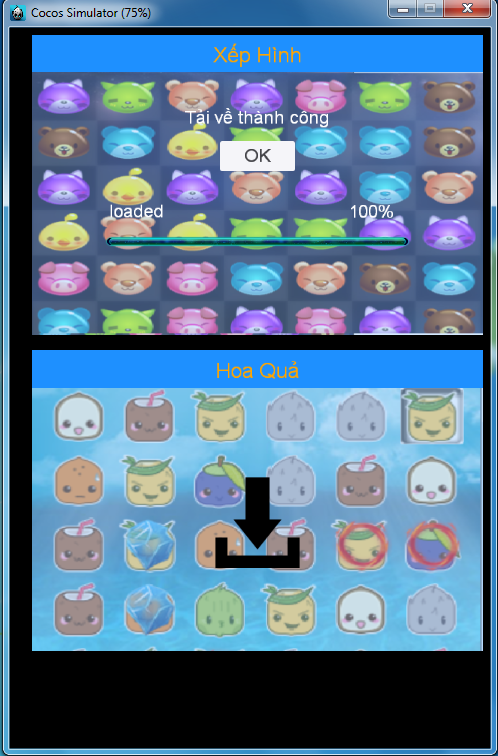 Cocos Simulator (75%)
Xếp Hình
Tải về thành công
OK
loaded 100%
Hoa Quả